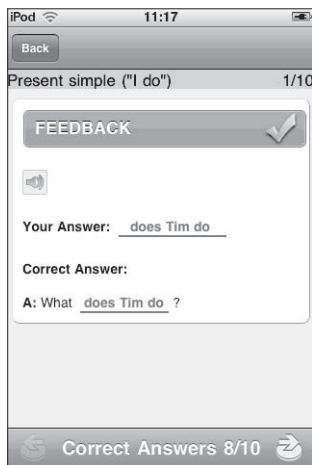 iPod 11:17
Back
Present simple ("I do") 1/10
FEEDBACK
Your Answer: does Tim do
Correct Answer:
A: What does Tim do ?
Correct Answers 8/10